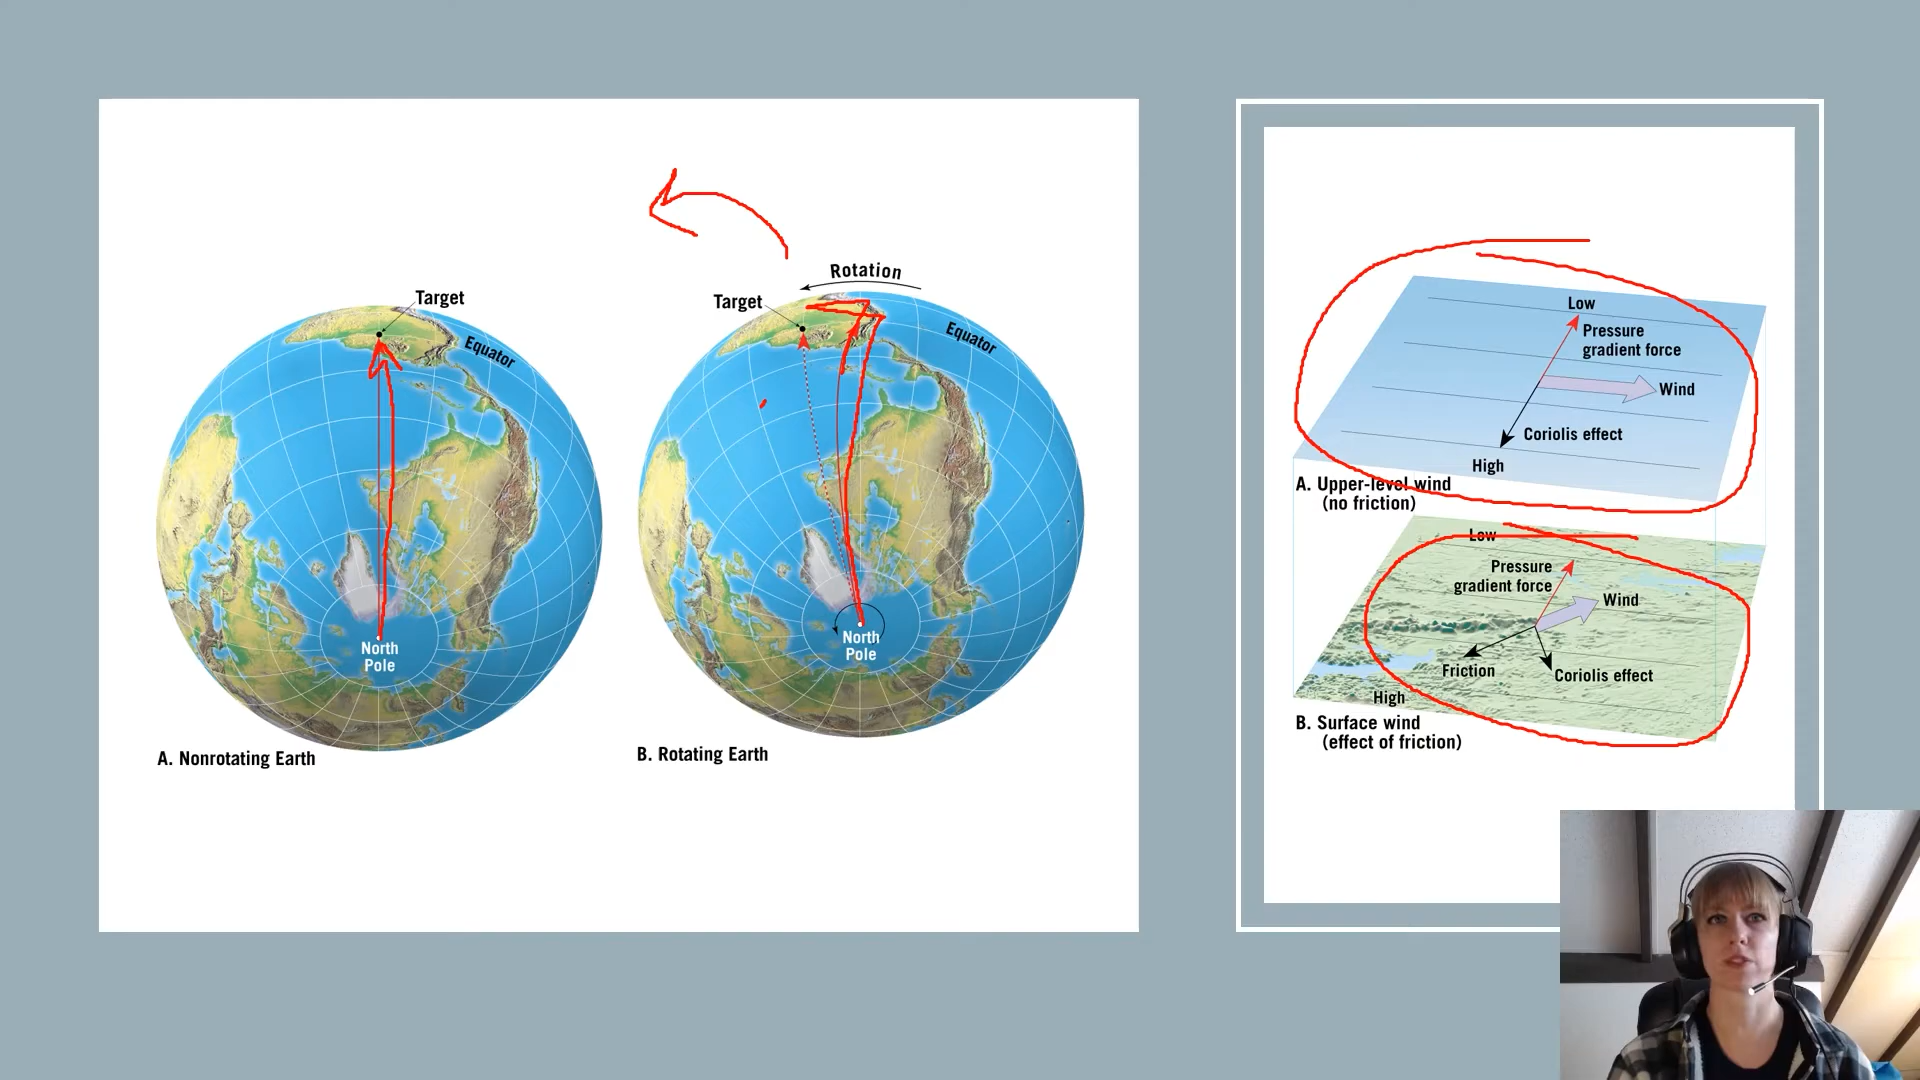 Target
Equator
North
Pole
A. Nonrotating Earth
Rotation
Target
Equator
North
Pole
B. Rotating Earth
Low
Pressure
gradient force
Wind
Coriolis effect
High
A. Upper-level wind
(no friction)
Low
Pressure
gradient force
Wind
Friction
Coriolis effect
High
B. Surface wind
(effect of friction)